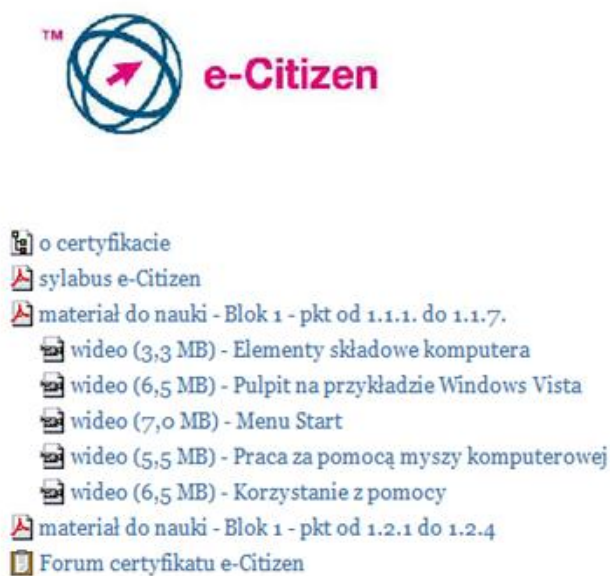 TM
e-Citizen
o certyfikacie
sylabus e-Citizen
materiał do nauki - Blok 1 - pkt od 1.1.1. do 1.1.7.
wideo (3,3 MB) - Elementy składowe komputera
wideo (6,5 MB) - Pulpit na przykładzie Windows Vista
wideo (7,0 MB) - Menu Start
wideo (5,5 MB) - Praca za pomocą myszy komputerowej
wideo (6,5 MB) - Korzystanie z pomocy
materiał do nauki - Blok 1 - pkt od 1.2.1 do 1.2.4
Forum certyfikatu e-Citizen